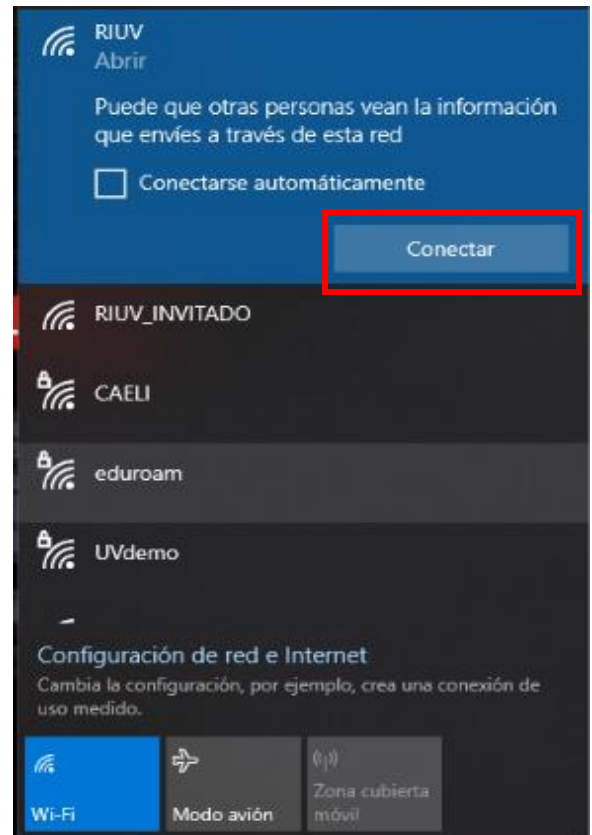 RIUV
Abrir
Puede que otras personas vean la información
que envíes a través de esta red
Conectarse automáticamente
Conectar
RIUV_INVITADO
CAELI
eduroam
UVdemo
Configuración de red e Internet
Cambia la configuración, por ejemplo, crea una conexión de
uso medido.
Wi-Fi
Modo avión
Zona cubierta
móvil